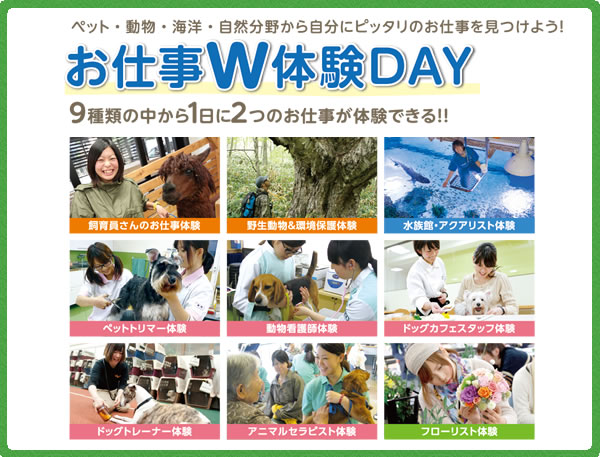 ペット・動物・海洋・自然分野から自分にピッタリのお仕事を見つけよう!
お仕事W体験DAY
9種類の中から1日に2つのお仕事が体験できる!!
飼育員さんのお仕事体験
野生動物&環境保護体験
水族館・アクアリスト体験
ペットトリマー体験
動物看護師体験
ドッグカフェスタッフ体験
ドッグトレーナー体験
アニマルセラピスト体験
フローリスト体験